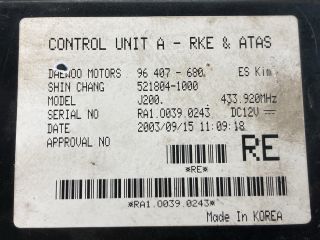 CONTROL UNIT A - RKE & ATAS
DAEWOO MOTORS 96 407-680 ES Kim
SHIN CHANG 521804-1000
MODEL J200. 433.920MHz
SERIAL NO RA1.0039.0243 DC12V
DATE 2003/09/15 11:09:18
APPROVAL NO
RE
*RE*
*RA1.0039.0243*
Made In KOREA